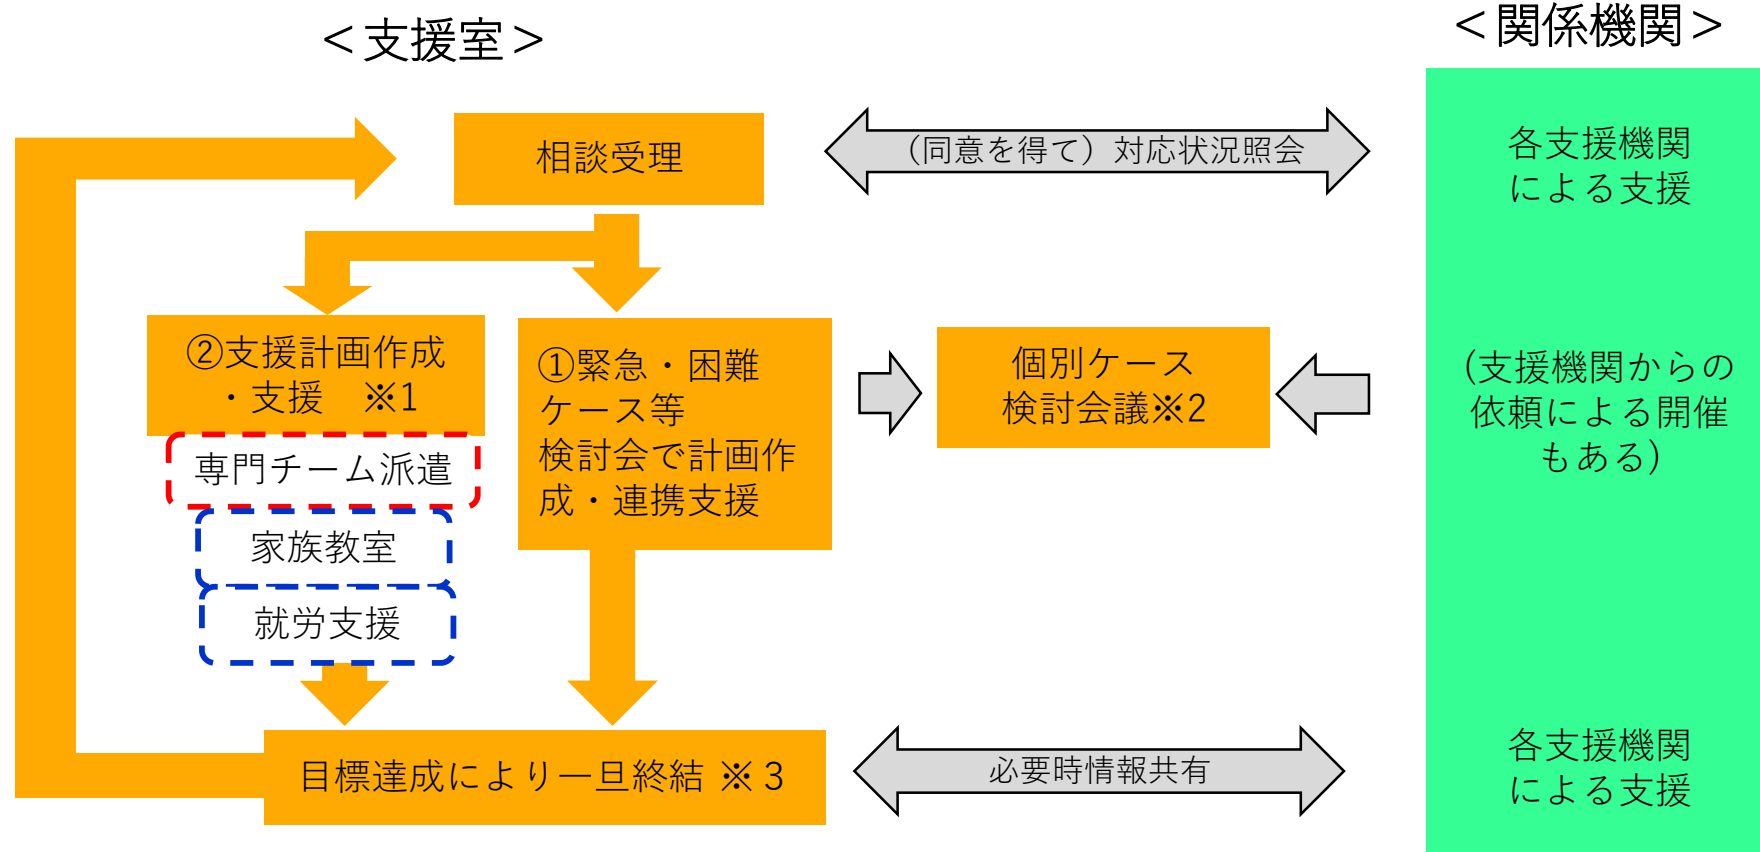 ＜支援室＞
＜関係機関＞
相談受理
（同意を得て）対応状況照会
各支援機関
による支援
②支援計画作成
・支援　※1
専門チーム派遣
家族教室
就労支援
①緊急・困難
ケース等
検討会で計画作
成・連携支援
個別ケース
検討会議※2
（支援機関からの
依頼による開催
もある）
目標達成により一旦終結 ※３
必要時情報共有
各支援機関
による支援